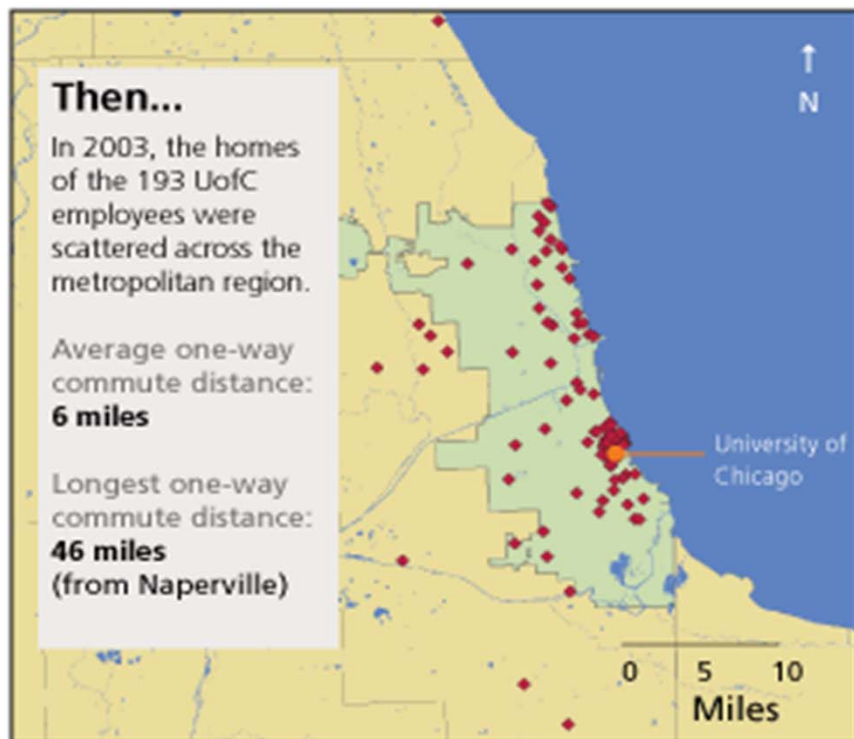 Then...
In 2003, the homes
of the 193 UofC
employees were
scattered across the
metropolitan region.
Average one-way
commute distance:
6 miles
Longest one-way
commute distance:
46 miles
(from Naperville)
N
University of
Chicago
0 5 10
Miles